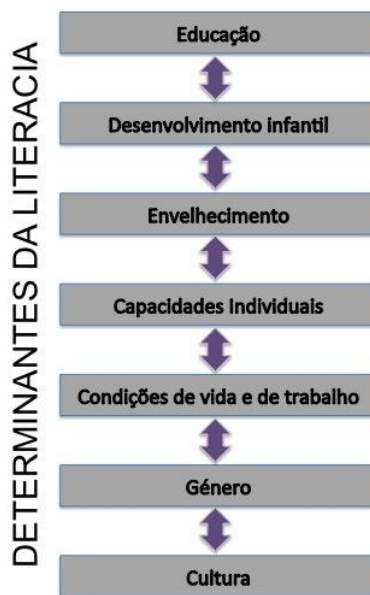 DETERMINANTES DA LITERACIA
Educação
Desenvolvimento infantil
Envelhecimento
Capacidades Individuais
Condições de vida e de trabalho
Género
Cultura